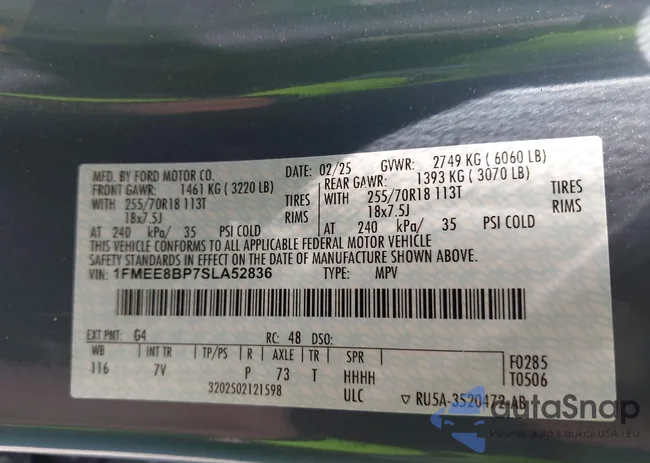 MFD. BY FORD MOTOR CO. DATE: 02/25 GVWR: 2749 KG ( 6060 LB)
FRONT GAWR: 1461 KG ( 3220 LB) REAR GAWR: 1393 KG ( 3070 LB)
WITH 255/70R18 113T TIRES WITH 255/70R18 113T TIRES
18x7.5J RIMS 18x7.5J RIMS
AT 240 kPa/ 35 PSI COLD AT 240 kPa/ 35 PSI COLD
THIS VEHICLE CONFORMS TO ALL APPLICABLE FEDERAL MOTOR VEHICLE
SAFETY STANDARDS IN EFFECT ON THE DATE OF MANUFACTURE SHOWN ABOVE.
VIN: 1FMEE8BP7SLA52836 TYPE: MPV
EXT PNT: G4 RC: 48 DSO:
WB INT TR TP/PS R AXLE TR SPR F0285
116 7V P 73 T HHHH T0506
3202502121598 ULC ▽ RU5A-3520472-AB
autoSnap
Hyundai auta z aukcji USA - EU